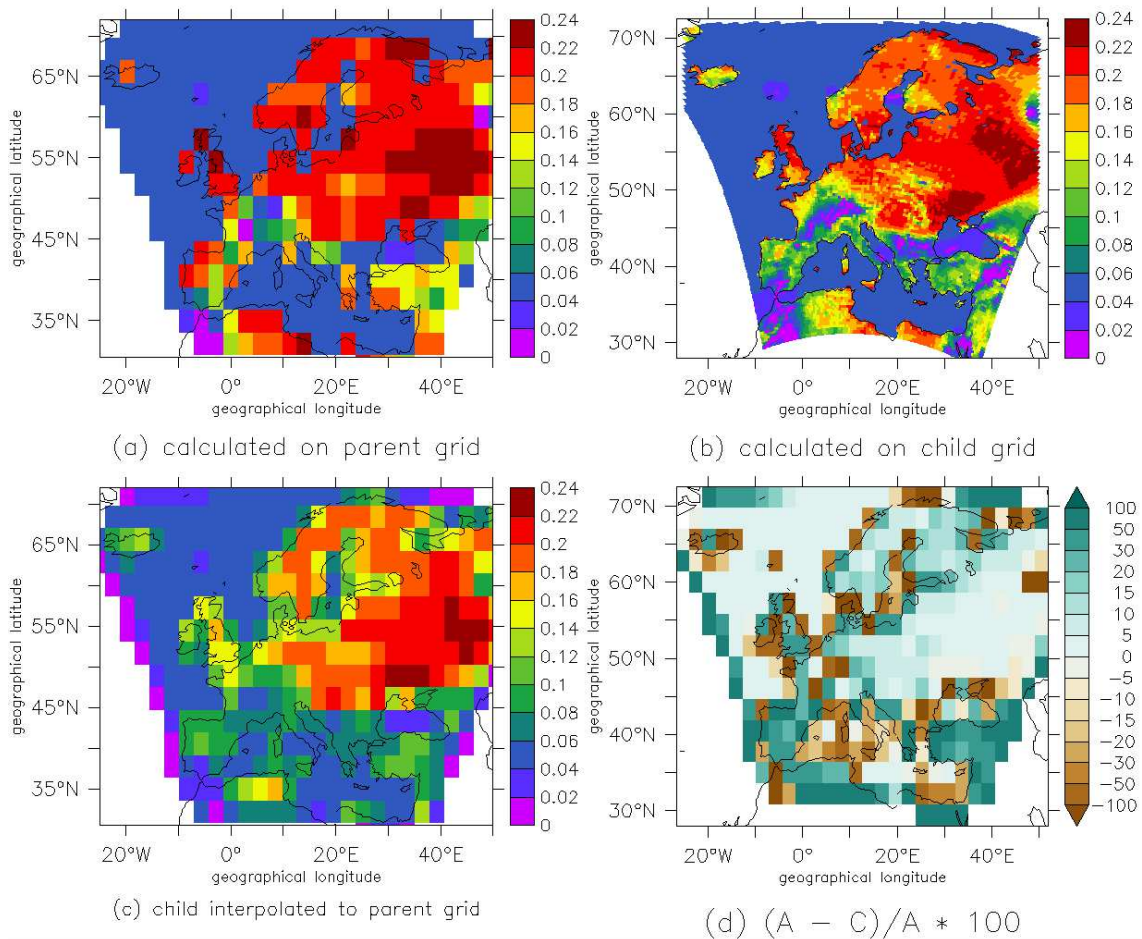 65°N
55°N
45°N
35°N
geographical latitude
20°W 0° 20°E 40°E
geographical longitude
0.24
0.22
0.2
0.18
0.16
0.14
0.12
0.1
0.08
0.06
0.04
0.02
0
(a) calculated on parent grid
70°N
60°N
50°N
40°N
30°N
geographical latitude
20°W 0° 20°E 40°E
geographical longitude
0.24
0.22
0.2
0.18
0.16
0.14
0.12
0.1
0.08
0.06
0.04
0.02
0
(b) calculated on child grid
65°N
55°N
45°N
35°N
geographical latitude
20°W 0° 20°E 40°E
geographical longitude
0.24
0.22
0.2
0.18
0.16
0.14
0.12
0.1
0.08
0.06
0.04
0.02
0
(c) child interpolated to parent grid
70°N
60°N
50°N
40°N
30°N
geographical latitude
20°W 0° 20°E 40°E
geographical longitude
100
50
30
20
15
10
5
0
−5
−10
−15
−20
−30
−50
−100
(d) (A − C)/A * 100